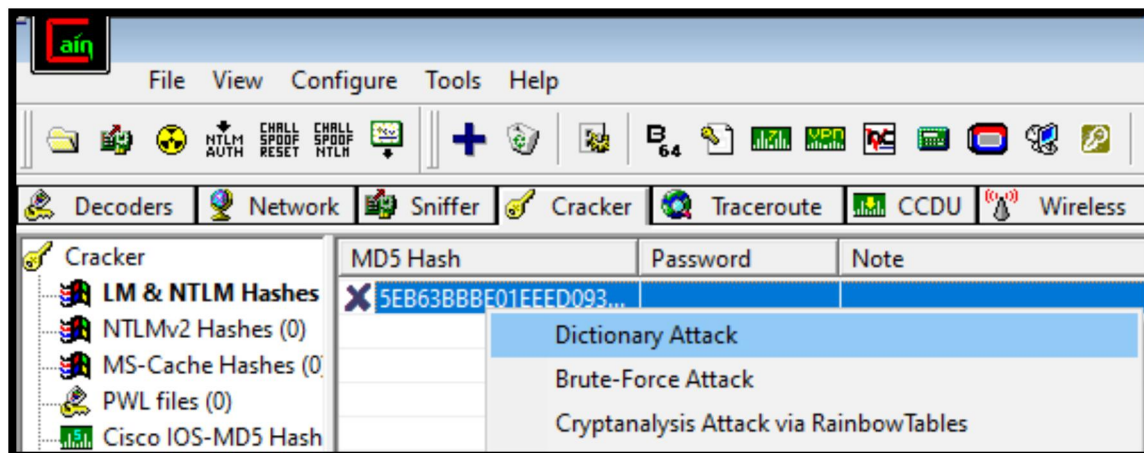 Cain
File View Configure Tools Help
NTLM AUTH CHALL SPOOF RESET CHALL SPOOF NTLM B 64
Decoders Network Sniffer Cracker Traceroute CCDU Wireless
Cracker MD5 Hash Password Note
LM & NTLM Hashes 5EB63BBBE01EEED093...
NTLMv2 Hashes (0) Dictionary Attack
MS-Cache Hashes (0 Brute-Force Attack
PWL files (0) Cryptanalysis Attack via RainbowTables
Cisco IOS-MD5 Hash